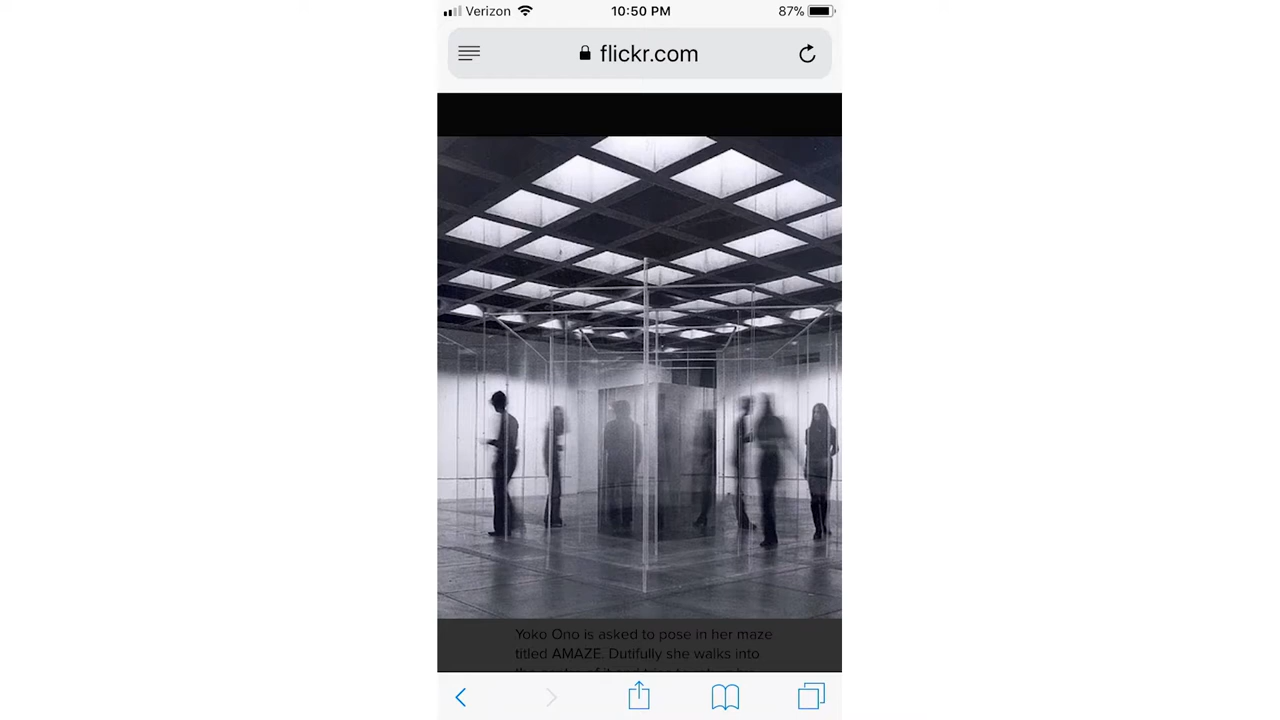 Verizon 10:50 PM 87%
flickr.com
Yoko Ono is asked to pose in her maze
titled AMAZE. Dutifully she walks into